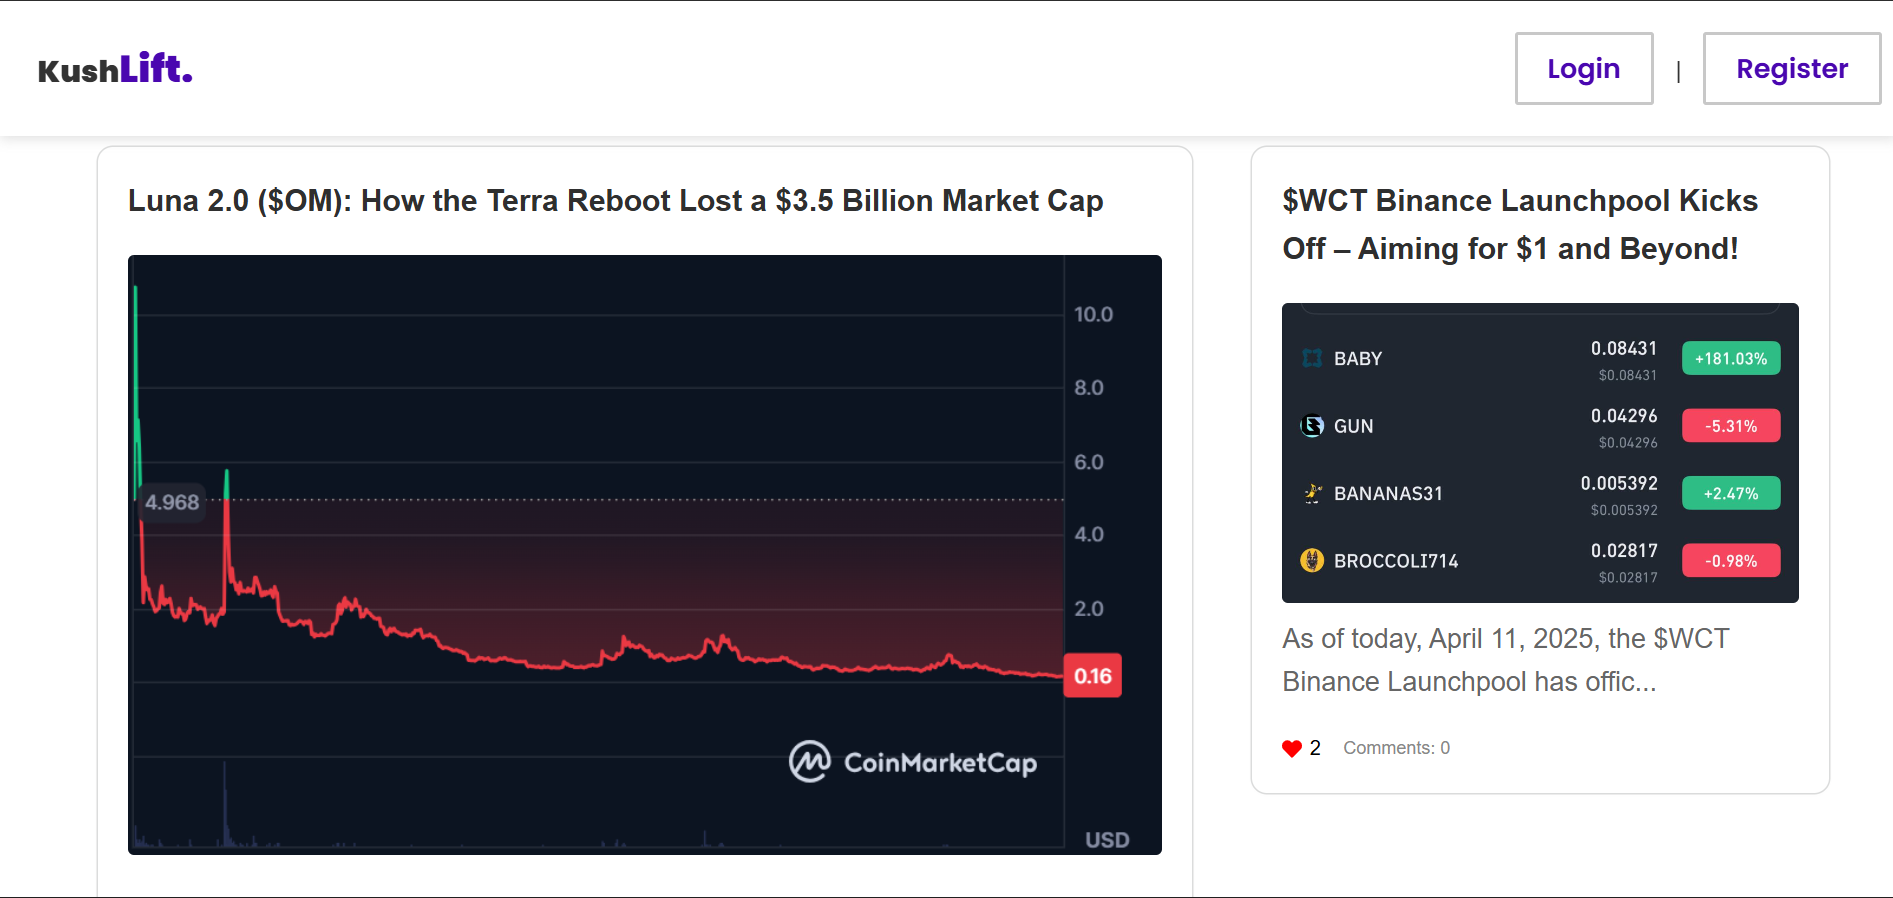 KushLift.
Login | Register
Luna 2.0 ($OM): How the Terra Reboot Lost a $3.5 Billion Market Cap
10.0
8.0
6.0
4.968
4.0
2.0
0.16
CoinMarketCap
USD
$WCT Binance Launchpool Kicks
Off – Aiming for $1 and Beyond!
BABY 0.08431 +181.03%
$0.08431
GUN 0.04296 -5.31%
$0.04296
BANANAS31 0.005392 +2.47%
$0.005392
BROCCOLI714 0.02817 -0.98%
$0.02817
As of today, April 11, 2025, the $WCT
Binance Launchpool has offic...
2 Comments: 0